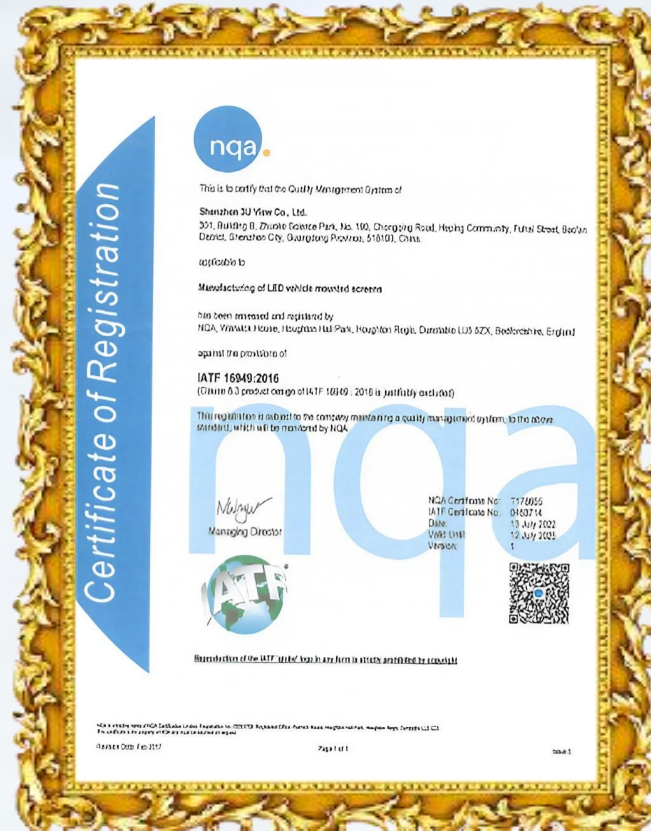 Certificate of Registration
nqa.
This is to certify that the Quality Management System of
Shenzhen 3U View Co., Ltd.
301, Building B, Science Park, No. 190, Chongqing Road, Heping Community, Fuhai Street, Bao'an
District, Shenzhen City, Guangdong Province, 518103, China
applicable to
Manufacturing of LED vehicle mounted screens
has been assessed and registered by
NQA, Warwick House, Houghton Hall Park, Houghton Regis, Dunstable LU5 5ZX, Bedfordshire, England
against the provisions of
IATF 16949:2016
(Clause 8.3 product design of IATF 16949 : 2016 is justifiably excluded)
This registration is subject to the company maintaining a quality management system, to the above
standard, which will be monitored by NQA
nqa
Managing Director
NQA Certificate No:
IATF Certificate No:
Date: 13 July 2022
Valid Until: 12 July 2025
Version: 1
IATF
Reproduction of the IATF "globe" logo in any form is strictly prohibited by copyright
Page 1 of 1